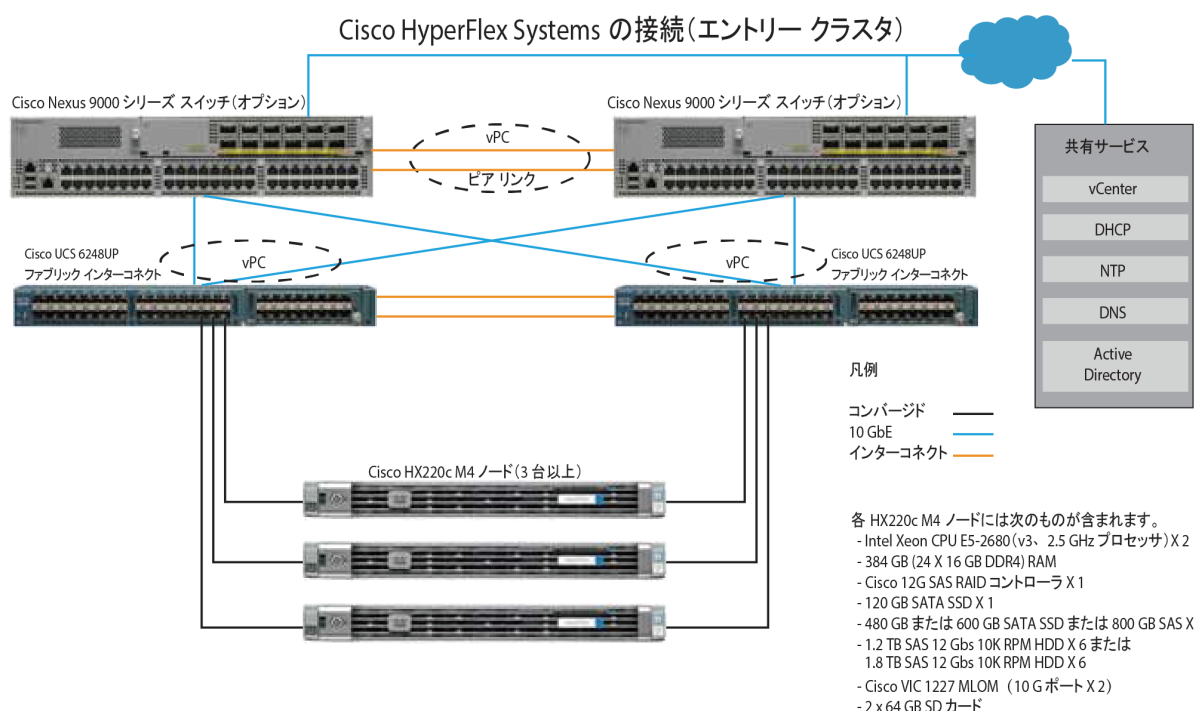 Cisco HyperFlex Systems の接続（エントリー クラスタ）
Cisco Nexus 9000 シリーズ スイッチ（オプション）
Cisco Nexus 9000 シリーズ スイッチ（オプション）
vPC
ピア リンク
共有サービス
vCenter
DHCP
NTP
DNS
Active
Directory
Cisco UCS 6248UP
ファブリック インターコネクト
vPC
vPC
Cisco UCS 6248UP
ファブリック インターコネクト
凡例
コンバージド
10 GbE
インターコネクト
Cisco HX220c M4 ノード（3 台以上）
各 HX220c M4 ノードには次のものが含まれます。
- Intel Xeon CPU E5-2680（v3、 2.5 GHz プロセッサ）X 2
- 384 GB (24 X 16 GB DDR4) RAM
- Cisco 12G SAS RAID コントローラ X 1
- 120 GB SATA SSD X 1
- 480 GB または 600 GB SATA SSD または 800 GB SAS X
- 1.2 TB SAS 12 Gbs 10K RPM HDD X 6 または
1.8 TB SAS 12 Gbs 10K RPM HDD X 6
- Cisco VIC 1227 MLOM（10 G ポート X 2）
- 2 x 64 GB SD カード